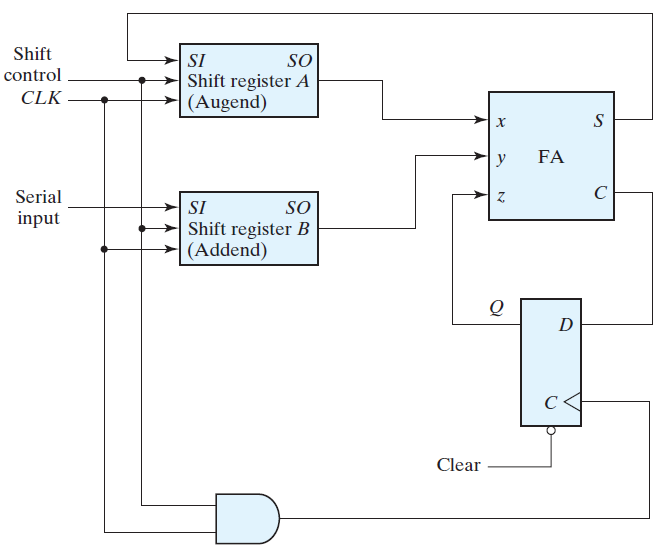 Shift
control
CLK
SI SO
Shift register A
(Augend)
x S
y FA
z C
Serial
input
SI SO
Shift register B
(Addend)
Q
D
C
Clear